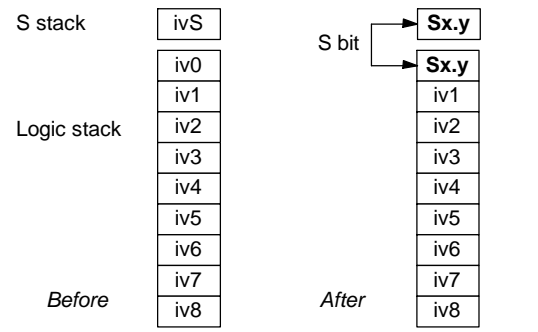 S stack ivS Sx.y
S bit
iv0 Sx.y
iv1 iv1
Logic stack iv2 iv2
iv3 iv3
iv4 iv4
iv5 iv5
iv6 iv6
iv7 iv7
Before iv8 After iv8